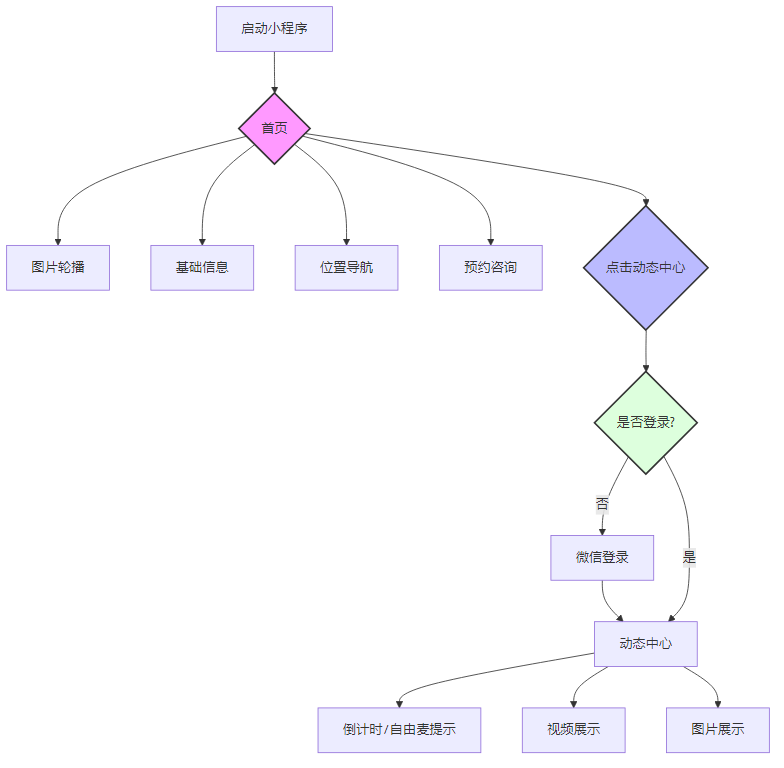 启动小程序
首页
图片轮播
基础信息
位置导航
预约咨询
点击动态中心
是否登录?
否
是
微信登录
动态中心
倒计时/自由麦提示
视频展示
图片展示